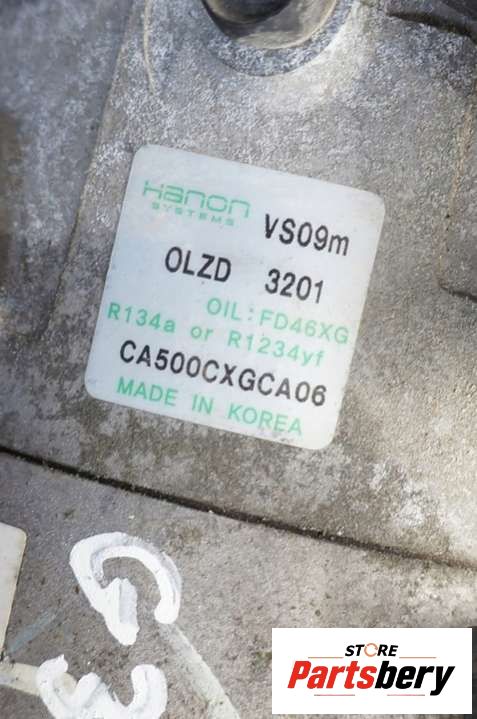 Hanon
SYSTEMS
VS09m
OLZD 3201
OIL:FD46XG
R134a or R1234yf
CA500CXGCA06
MADE IN KOREA
STORE
Partsbery